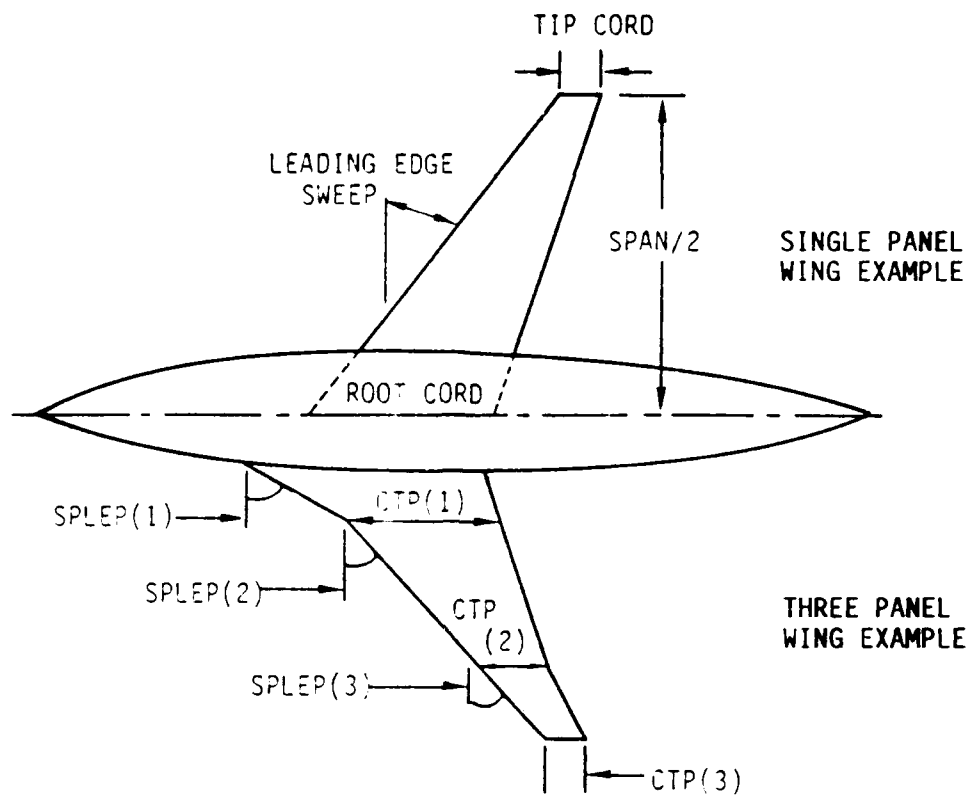 TIP CORD
LEADING EDGE
SWEEP
SPAN/2
SINGLE PANEL
WING EXAMPLE
ROOT CORD
SPLEP(1)
CTP(1)
SPLEP(2)
CTP
(2)
THREE PANEL
WING EXAMPLE
SPLEP(3)
CTP(3)